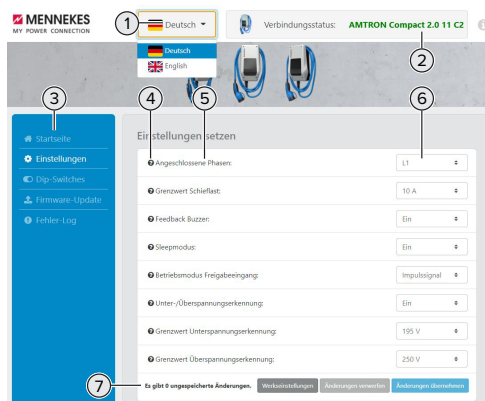 MENNEKES
MY POWER CONNECTION
1
Deutsch
Deutsch
English
Verbindungsstatus: AMTRON Compact 2.0 11 C2
2
3
4
5
6
Startseite
Einstellungen
Dip-Switches
Firmware-Update
Fehler-Log
Einstellungen setzen
Angeschlossene Phasen: L1
Grenzwert Schieflast: 10 A
Feedback Buzzer: Ein
Sleepmodus: Ein
Betriebsmodus Freigabeeingang: Impulssignal
Unter-/Überspannungserkennung: Ein
Grenzwert Unterspannungserkennung: 195 V
Grenzwert Überspannungserkennung: 250 V
7
Es gibt 0 ungespeicherte Änderungen. Werkseinstellungen Änderungen verwerfen Änderungen übernehmen